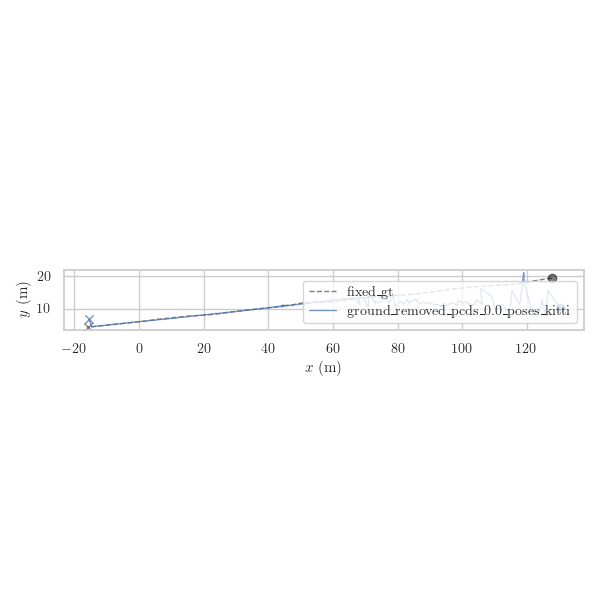 20
10
y (m)
fixed_gt
ground_removed_pcds_0.0_poses_kitti
−20 0 20 40 60 80 100 120
x (m)